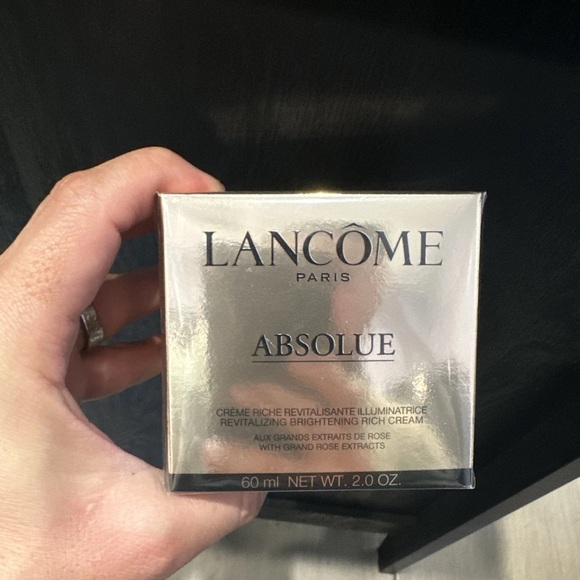 LANCÔME
PARIS
ABSOLUE
CRÈME RICHE REVITALISANTE ILLUMINATRICE
REVITALIZING BRIGHTENING RICH CREAM
AUX GRANDS EXTRAITS DE ROSE
WITH GRAND ROSE EXTRACTS
60 ml NET WT. 2.0 OZ.